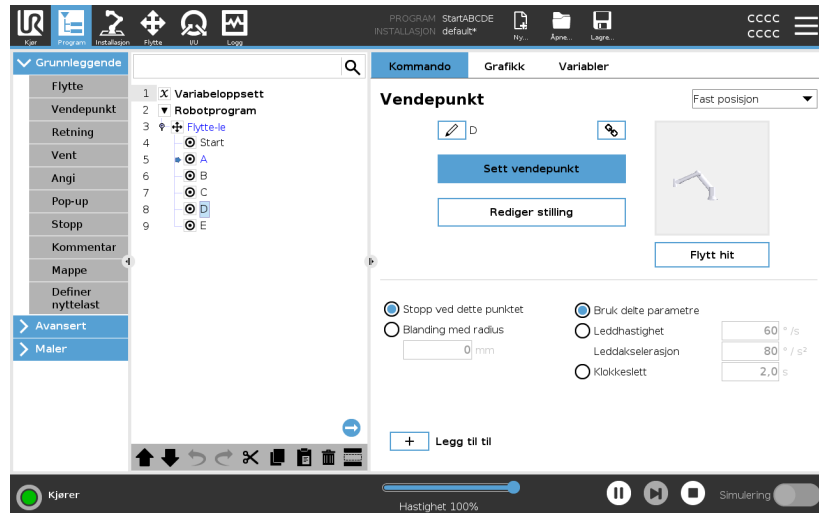 PROGRAM StartABCDE
INSTALLASJON default*
cccc
cccc
Kjør Program Installasjon Flytte I/U Logg Ny... Åpne... Lagre...
Grunnleggende
Flytte
Vendepunkt
Retning
Vent
Angi
Pop-up
Stopp
Kommentar
Mappe
Definer
nyttelast
Avansert
Maler
1 X Variabeloppsett
2 Robotprogram
3 Flytte-le
4 Start
5 A
6 B
7 C
8 D
9 E
Kommando Grafikk Variabler
Vendepunkt
Fast posisjon
D
Sett vendepunkt
Rediger stilling
Flytt hit
Stopp ved dette punktet
Blanding med radius
0 mm
Bruk delte parametre
Leddhastighet 60 °/s
Leddakselerasjon 80 °/s²
Klokkeslett 2,0 s
+ Legg til til
Kjører
Hastighet 100%
Simulering